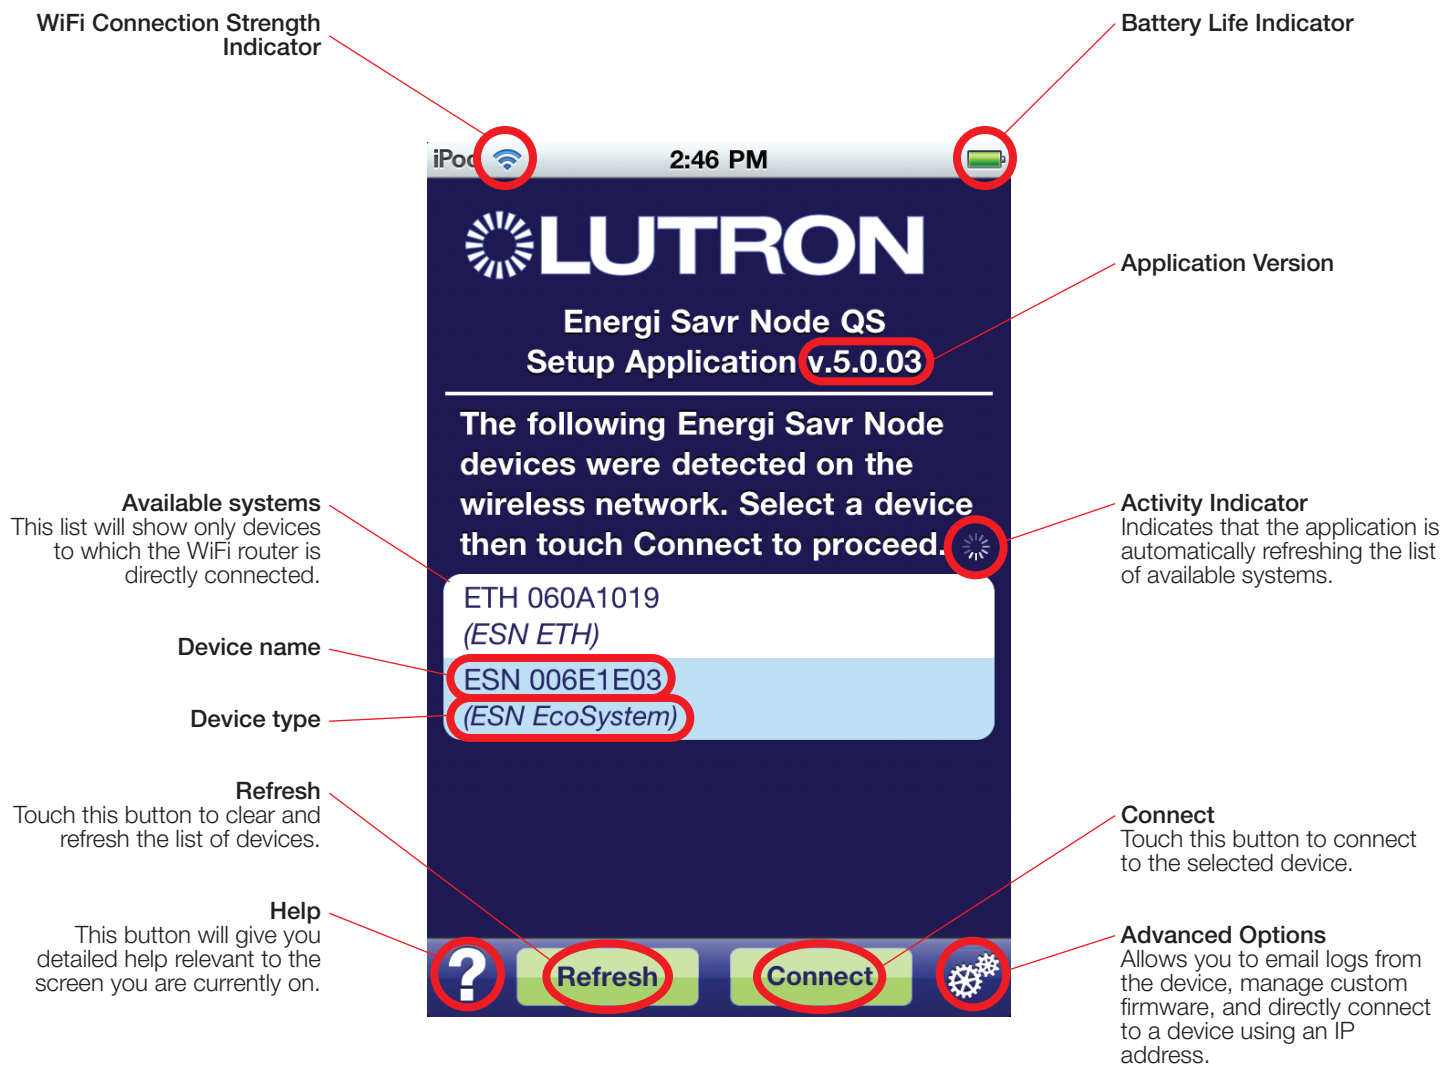 WiFi Connection Strength
Indicator
Battery Life Indicator
iPod
2:46 PM
LUTRON
Application Version
Energi Savr Node QS
Setup Application v.5.0.03
The following Energi Savr Node
devices were detected on the
wireless network. Select a device
then touch Connect to proceed.
Available systems
This list will show only devices
to which the WiFi router is
directly connected.
Activity Indicator
Indicates that the application is
automatically refreshing the list
of available systems.
ETH 060A1019
(ESN ETH)
Device name
ESN 006E1E03
Device type
(ESN EcoSystem)
Refresh
Touch this button to clear and
refresh the list of devices.
Connect
Touch this button to connect
to the selected device.
Help
This button will give you
detailed help relevant to the
screen you are currently on.
Advanced Options
Allows you to email logs from
the device, manage custom
firmware, and directly connect
to a device using an IP
address.
?
Refresh
Connect